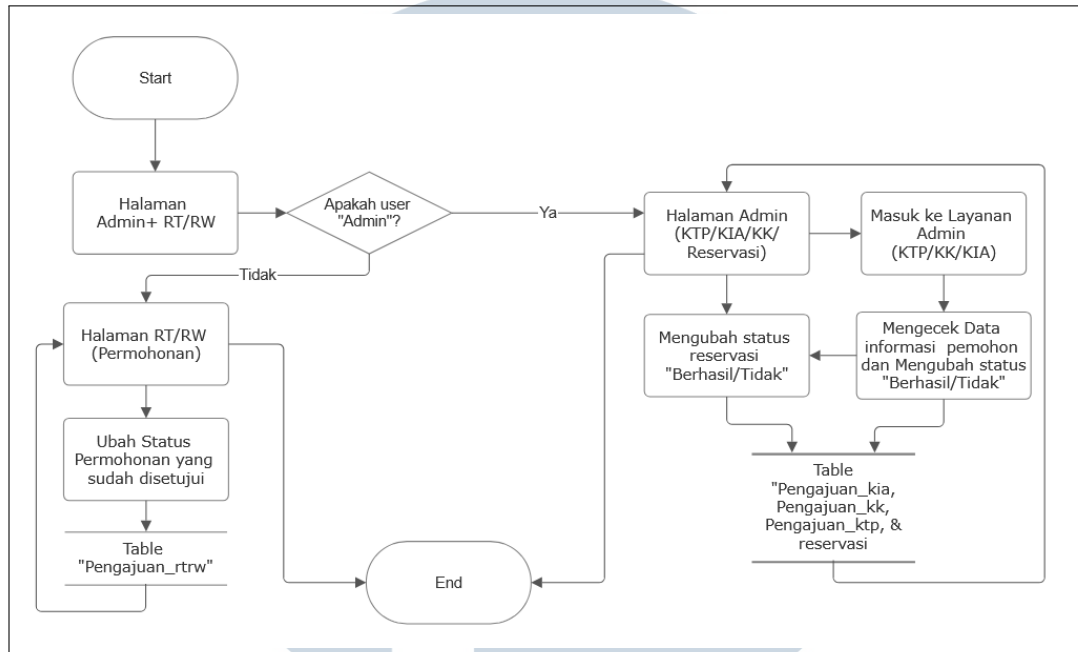 Start
Halaman
Admin+ RT/RW
Apakah user
"Admin"?
Ya
Tidak
Halaman Admin
(KTP/KIA/KK/
Reservasi)
Masuk ke Layanan
Admin
(KTP/KK/KIA)
Halaman RT/RW
(Permohonan)
Mengubah status
reservasi
"Berhasil/Tidak"
Mengecek Data
informasi pemohon
dan Mengubah status
"Berhasil/Tidak"
Ubah Status
Permohonan yang
sudah disetujui
Table
"Pengajuan_kia,
Pengajuan_kk,
Pengajuan_ktp, &
reservasi
Table
"Pengajuan_rtrw"
End